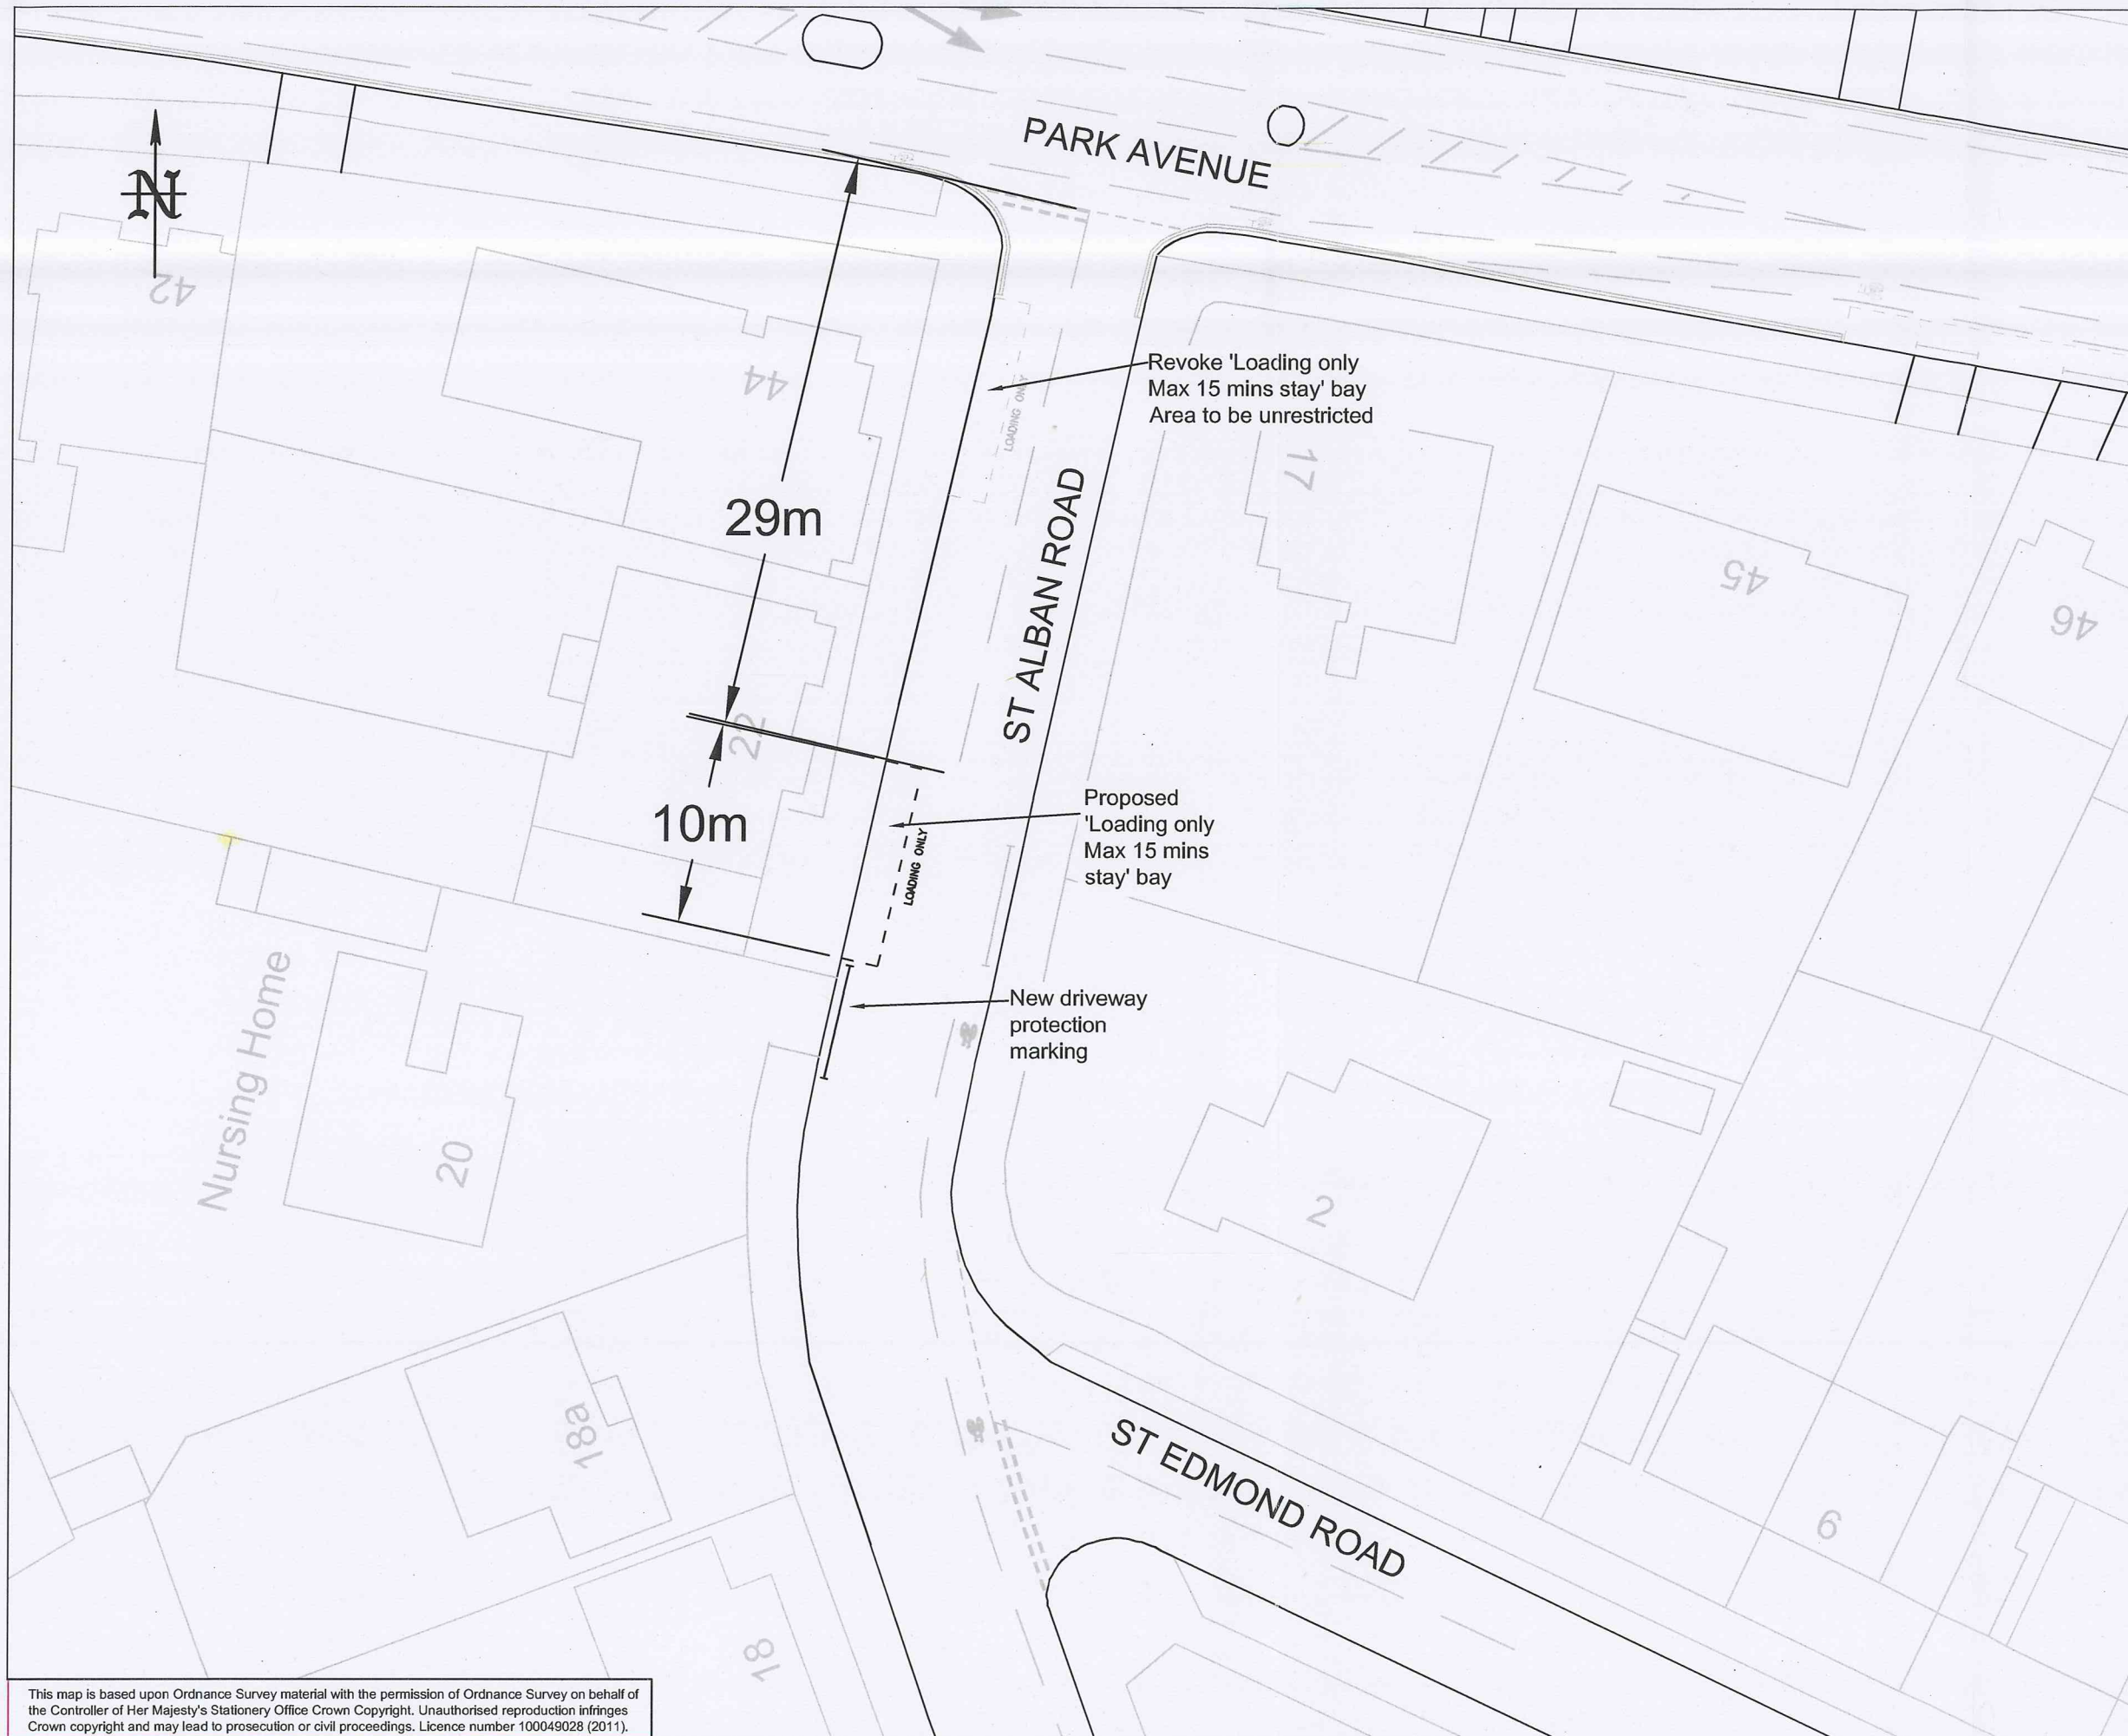 PARK AVENUE
N
42
44
Revoke 'Loading only
Max 15 mins stay' bay
Area to be unrestricted
LOADING ONLY
17
29m
ST ALBAN ROAD
45
46
22
Proposed
'Loading only
Max 15 mins
stay' bay
10m
LOADING ONLY
New driveway
protection
marking
Nursing Home
20
2
18a
ST EDMOND ROAD
6
18
This map is based upon Ordnance Survey material with the permission of Ordnance Survey on behalf of
the Controller of Her Majesty's Stationery Office Crown Copyright. Unauthorised reproduction infringes
Crown copyright and may lead to prosecution or civil proceedings. Licence number 100049028 (2011).